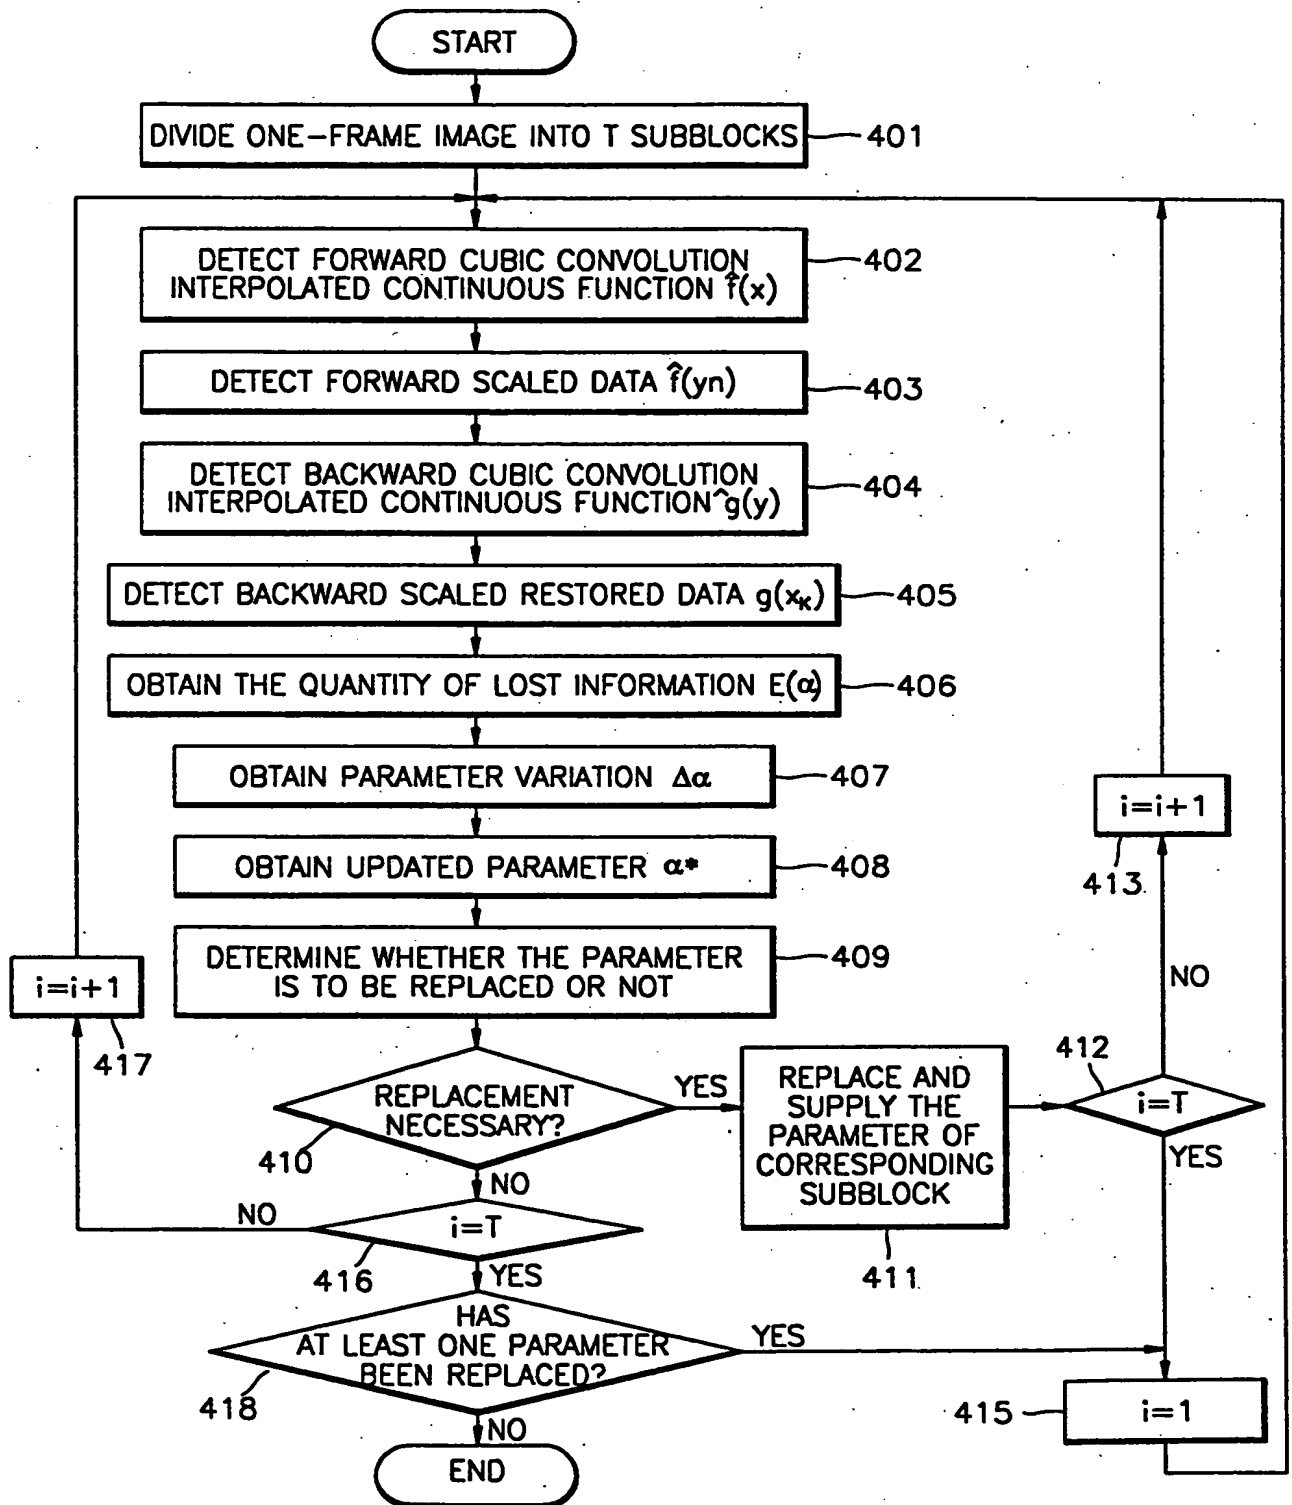 START
DIVIDE ONE-FRAME IMAGE INTO T SUBBLOCKS
401
DETECT FORWARD CUBIC CONVOLUTION
INTERPOLATED CONTINUOUS FUNCTION f̂(x)
402
DETECT FORWARD SCALED DATA f̂(yn)
403
DETECT BACKWARD CUBIC CONVOLUTION
INTERPOLATED CONTINUOUS FUNCTION ^g(y)
404
DETECT BACKWARD SCALED RESTORED DATA g(xₖ)
405
OBTAIN THE QUANTITY OF LOST INFORMATION E(α)
406
OBTAIN PARAMETER VARIATION Δα
407
OBTAIN UPDATED PARAMETER α*
408
DETERMINE WHETHER THE PARAMETER
IS TO BE REPLACED OR NOT
409
i=i+1
417
i=i+1
413
NO
REPLACEMENT
NECESSARY?
410
YES
NO
REPLACE AND
SUPPLY THE
PARAMETER OF
CORRESPONDING
SUBBLOCK
411
412
i=T
YES
NO
i=T
416
YES
HAS
AT LEAST ONE PARAMETER
BEEN REPLACED?
418
YES
NO
415
i=1
END